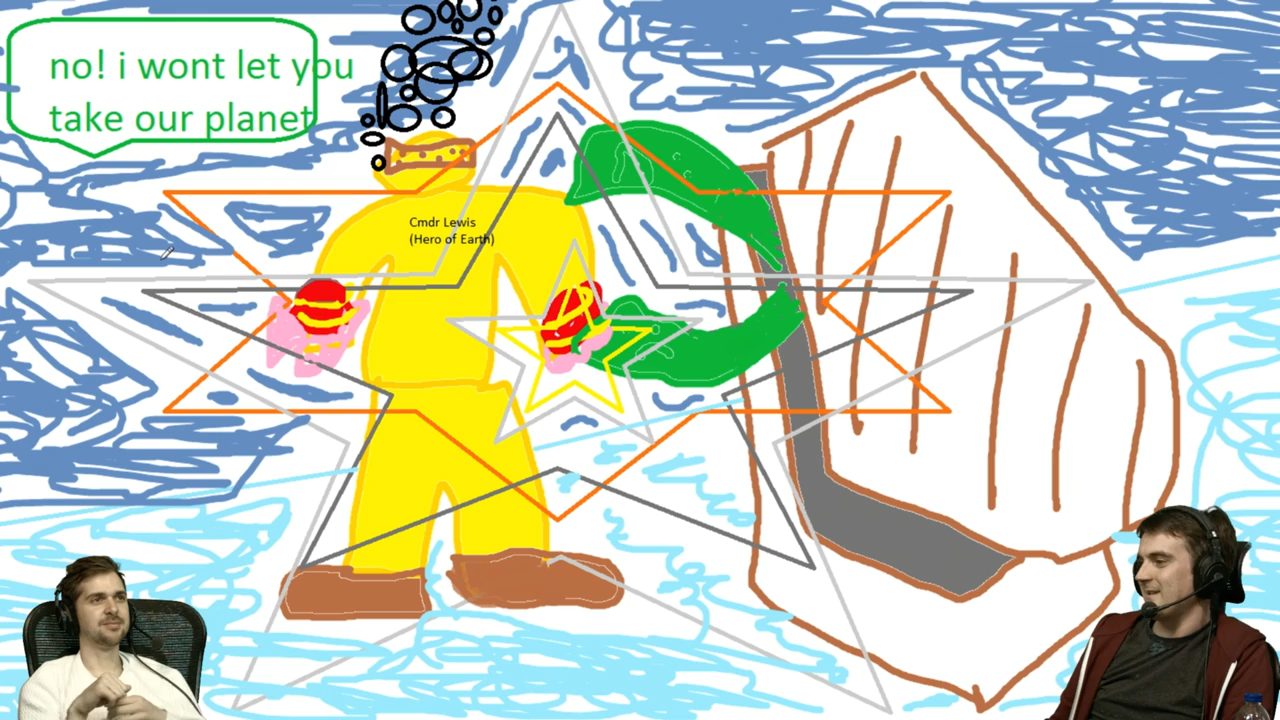 no! i wont let you
take our planet
Cmdr Lewis
(Hero of Earth)